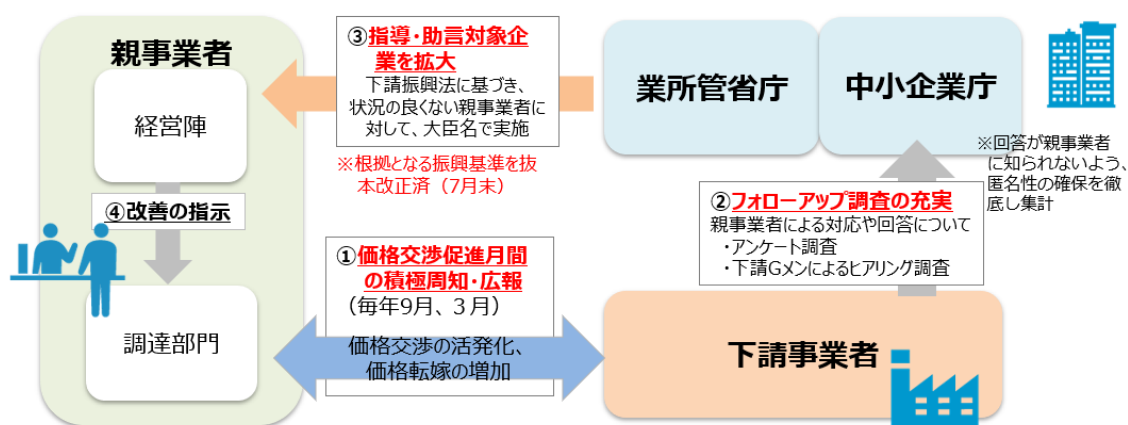 親事業者
経営陣
④改善の指示
調達部門
③指導・助言対象企
業を拡大
下請振興法に基づき、
状況の良くない親事業者に
対して、大臣名で実施
※根拠となる振興基準を抜
本改正済（7月末）
①価格交渉促進月間
の積極周知・広報
（毎年9月、３月）
価格交渉の活発化、
価格転嫁の増加
業所管省庁
中小企業庁
※回答が親事業者
に知られないよう、
匿名性の確保を徹
底し集計
②フォローアップ調査の充実
親事業者による対応や回答について
・アンケート調査
・下請Gメンによるヒアリング調査
下請事業者